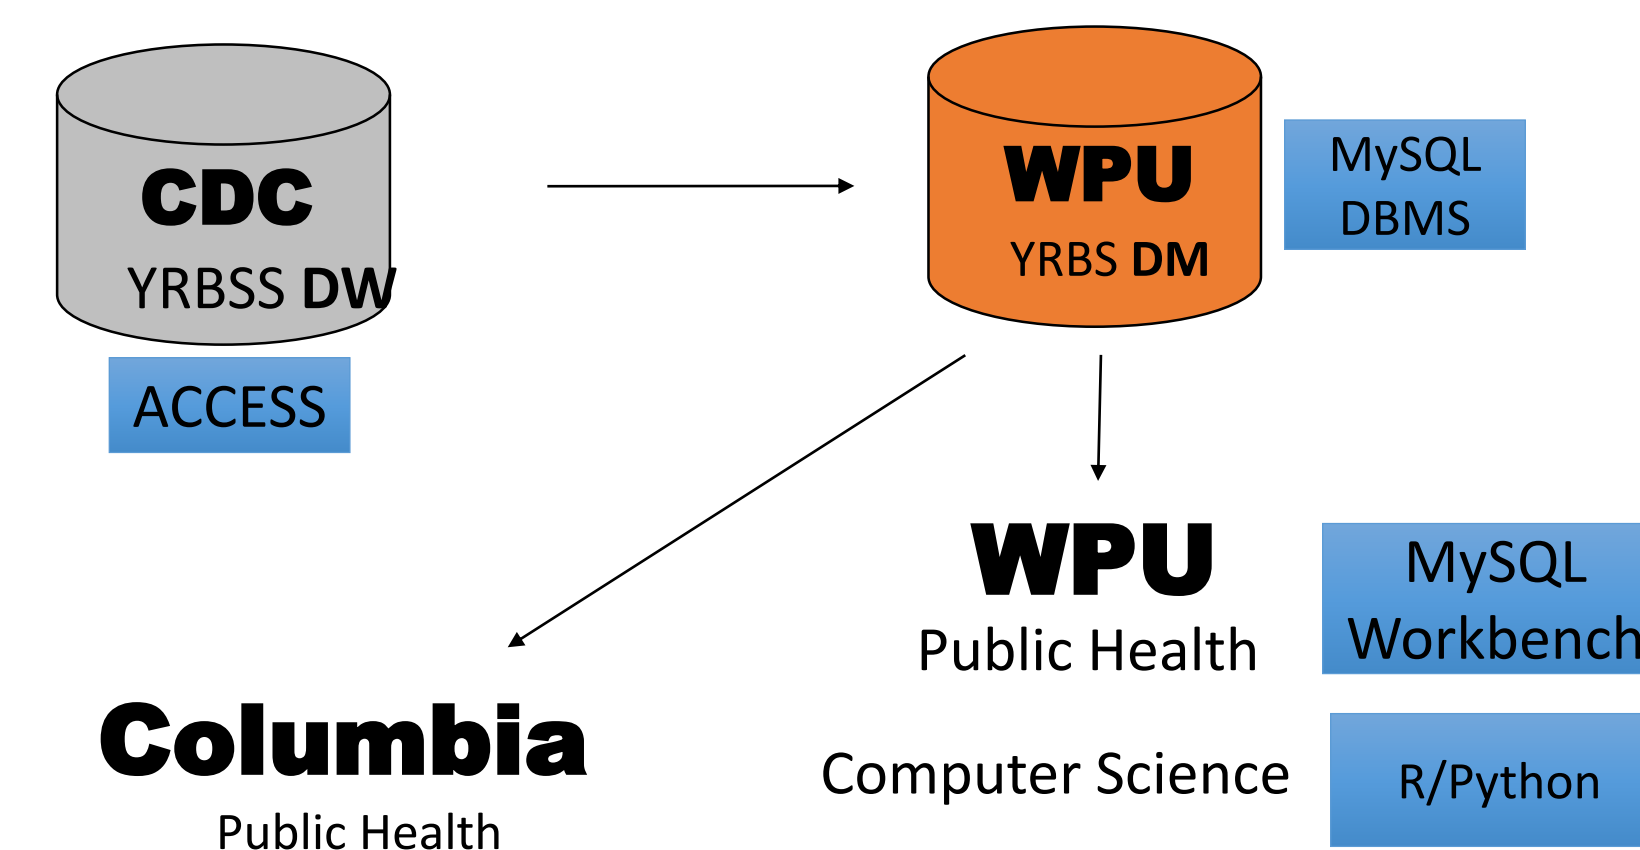 CDC
YRBSS DW
ACCESS
WPU
YRBS DM
MySQL
DBMS
WPU
Public Health
MySQL
Workbench
Computer Science
R/Python
Columbia
Public Health